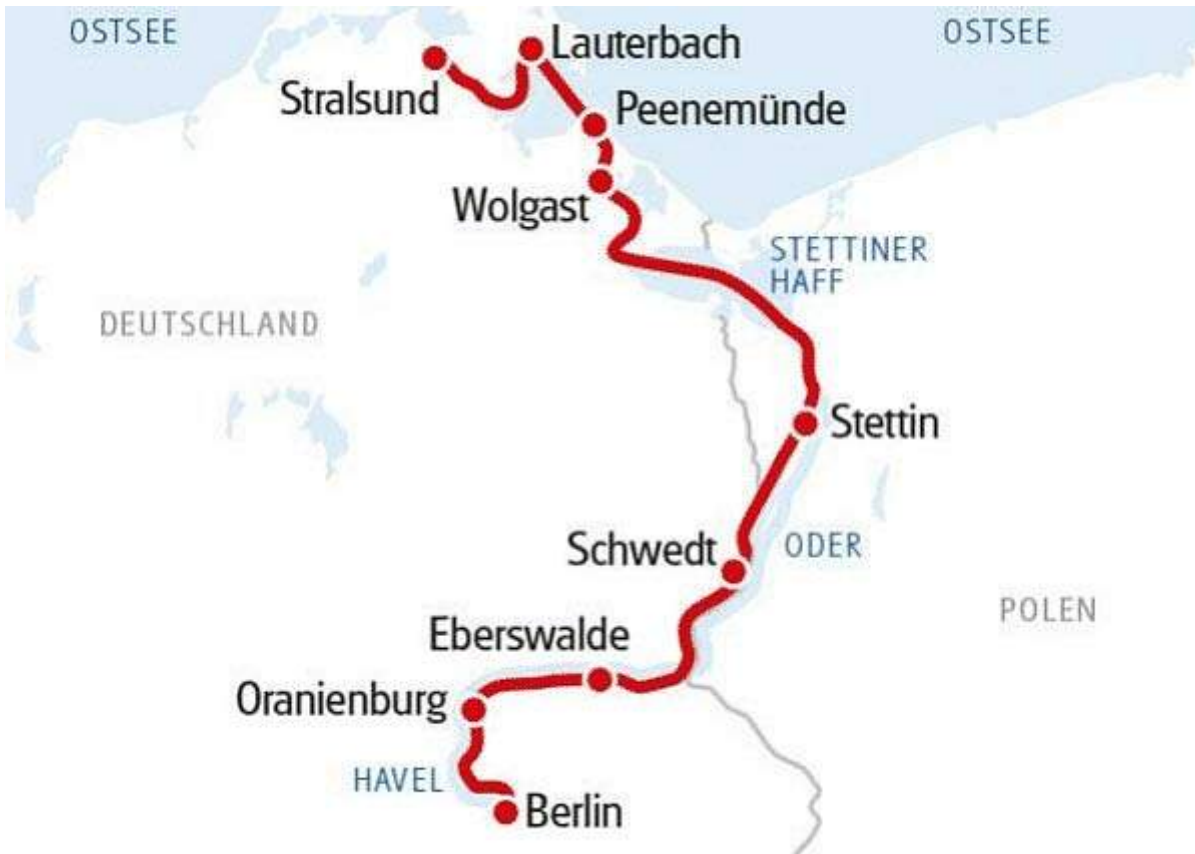 OSTSEE
OSTSEE
Lauterbach
Stralsund
Peenemünde
Wolgast
STETTINER
HAFF
DEUTSCHLAND
Stettin
Schwedt
ODER
POLEN
Eberswalde
Oranienburg
HAVEL
Berlin